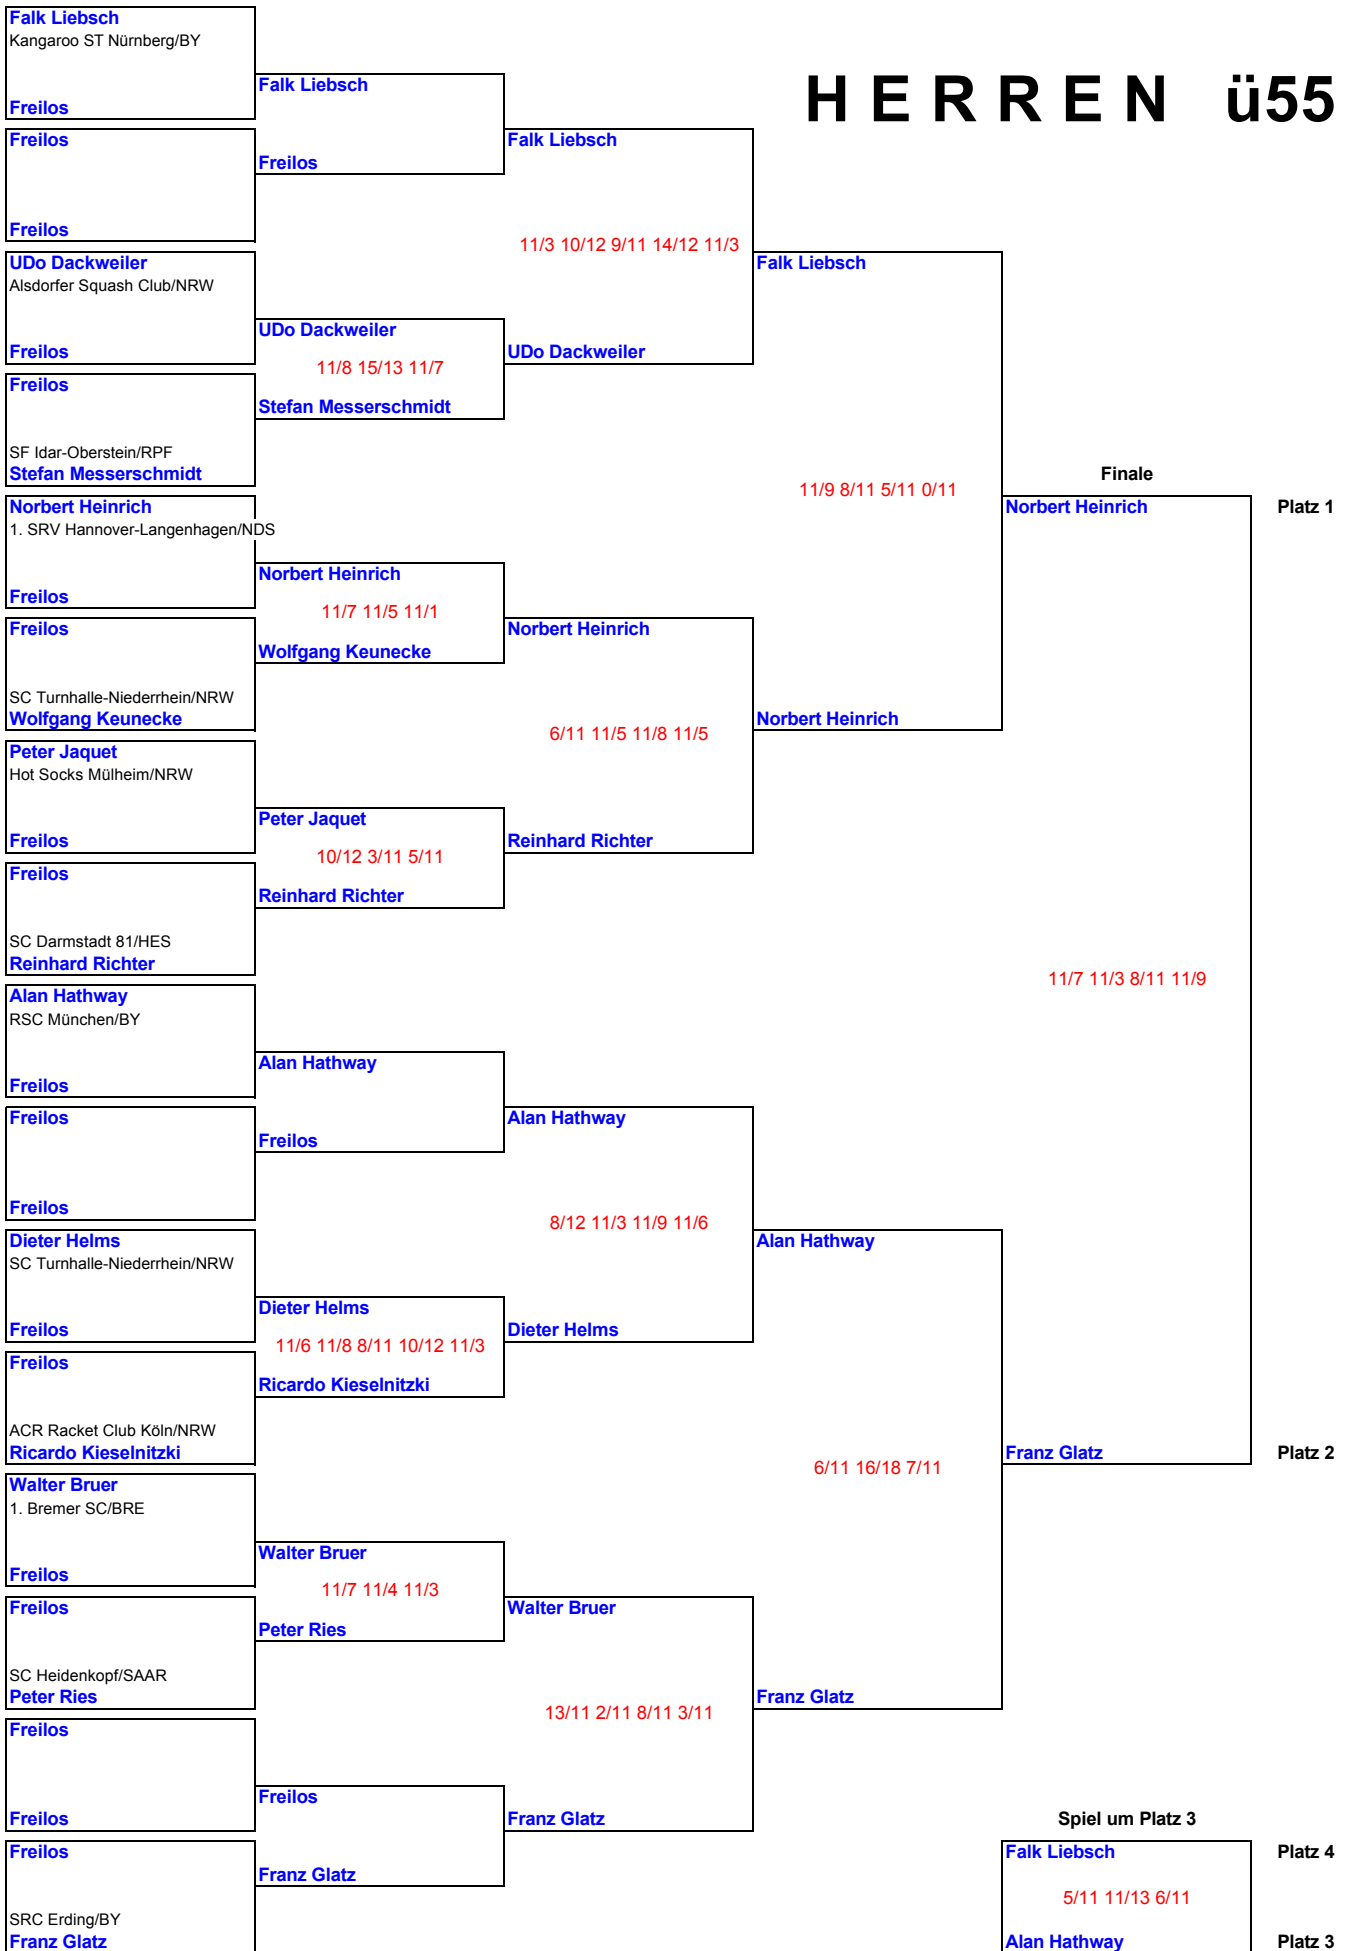 HERREN ü55
Falk Liebsch
Kangaroo ST Nürnberg/BY
Freilos
Freilos
Freilos
UDo Dackweiler
Alsdorfer Squash Club/NRW
Freilos
Freilos
SF Idar-Oberstein/RPF
Stefan Messerschmidt
Norbert Heinrich
1. SRV Hannover-Langenhagen/NDS
Freilos
Freilos
SC Turnhalle-Niederrhein/NRW
Wolfgang Keunecke
Peter Jaquet
Hot Socks Mülheim/NRW
Freilos
Freilos
SC Darmstadt 81/HES
Reinhard Richter
Alan Hathway
RSC München/BY
Freilos
Freilos
Freilos
Dieter Helms
SC Turnhalle-Niederrhein/NRW
Freilos
Freilos
ACR Racket Club Köln/NRW
Ricardo Kieselnitzki
Walter Bruer
1. Bremer SC/BRE
Freilos
Freilos
SC Heidenkopf/SAAR
Peter Ries
Freilos
Freilos
Freilos
SRC Erding/BY
Franz Glatz
Falk Liebsch
Freilos
UDo Dackweiler
11/8 15/13 11/7
Stefan Messerschmidt
Norbert Heinrich
11/7 11/5 11/1
Wolfgang Keunecke
Peter Jaquet
10/12 3/11 5/11
Reinhard Richter
Alan Hathway
Freilos
Dieter Helms
11/6 11/8 8/11 10/12 11/3
Ricardo Kieselnitzki
Walter Bruer
11/7 11/4 11/3
Peter Ries
Freilos
Franz Glatz
Falk Liebsch
11/3 10/12 9/11 14/12 11/3
UDo Dackweiler
Norbert Heinrich
6/11 11/5 11/8 11/5
Reinhard Richter
Alan Hathway
8/12 11/3 11/9 11/6
Dieter Helms
Walter Bruer
13/11 2/11 8/11 3/11
Franz Glatz
Falk Liebsch
11/9 8/11 5/11 0/11
Norbert Heinrich
Alan Hathway
6/11 16/18 7/11
Franz Glatz
Finale
Norbert Heinrich
Platz 1
11/7 11/3 8/11 11/9
Franz Glatz
Platz 2
Spiel um Platz 3
Falk Liebsch
Platz 4
5/11 11/13 6/11
Alan Hathway
Platz 3